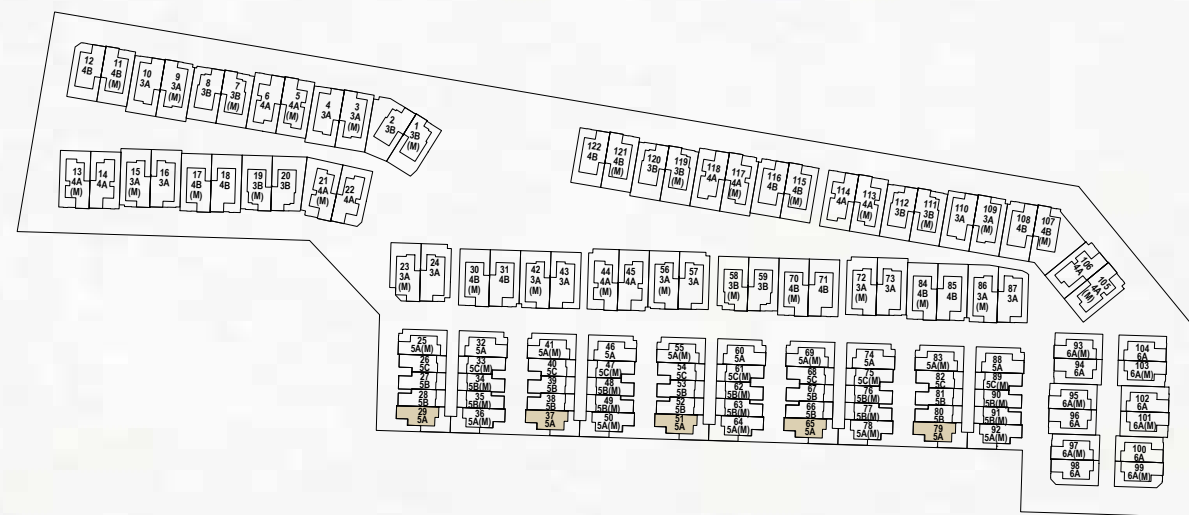 12
4B
11
4B
(M)
10
3A
9
3A
(M)
8
3B
7
3B
(M)
6
4A
5
4A
(M)
4
3A
3
3A
(M)
2
3B
1
3B
(M)
13
4A
(M)
14
4A
15
3A
(M)
16
3A
17
4B
(M)
18
4B
19
3B
(M)
20
3B
21
4A
(M)
22
4A
122
4B
121
4B
(M)
120
3B
119
3B
(M)
118
4A
117
4A
(M)
116
4B
115
4B
(M)
114
4A
113
4A
(M)
112
3B
111
3B
(M)
110
3A
109
3A
(M)
108
4B
107
4B
(M)
106
4A
105
4A
(M)
23
3A
(M)
24
3A
30
4B
(M)
31
4B
42
3A
(M)
43
3A
44
4A
(M)
45
4A
56
3A
(M)
57
3A
58
3B
(M)
59
3B
70
4B
(M)
71
4B
72
3A
(M)
73
3A
84
4B
(M)
85
4B
86
3A
(M)
87
3A
25
5A(M)
26
5C
27
5B
28
5B
29
5A
32
5A
33
5C(M)
34
5B(M)
35
5B(M)
36
5A(M)
41
5A(M)
40
5C
39
5B
38
5B
37
5A
46
5A
47
5C(M)
48
5B(M)
49
5B(M)
50
5A(M)
55
5A(M)
54
5C
53
5B
52
5B
51
5A
60
5A
61
5C(M)
62
5B(M)
63
5B(M)
64
5A(M)
69
5A(M)
68
5C
67
5B
66
5B
65
5A
74
5A
75
5C(M)
76
5B(M)
77
5B(M)
78
5A(M)
83
5A(M)
82
5C
81
5B
80
5B
79
5A
88
5A
89
5C(M)
90
5B(M)
91
5B(M)
92
5A(M)
93
6A(M)
94
6A
95
6A(M)
96
6A
97
6A(M)
98
6A
104
6A
103
6A(M)
102
6A
101
6A(M)
100
6A
99
6A(M)